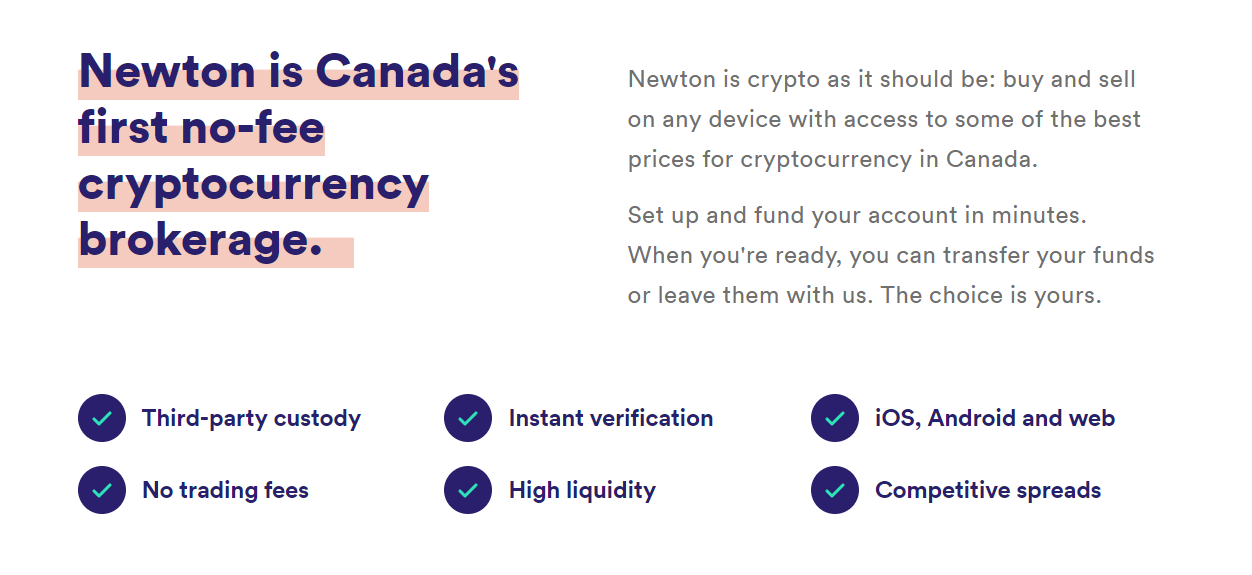 Newton is Canada's
first no-fee
cryptocurrency
brokerage.
Newton is crypto as it should be: buy and sell
on any device with access to some of the best
prices for cryptocurrency in Canada.
Set up and fund your account in minutes.
When you're ready, you can transfer your funds
or leave them with us. The choice is yours.
Third-party custody
Instant verification
iOS, Android and web
No trading fees
High liquidity
Competitive spreads